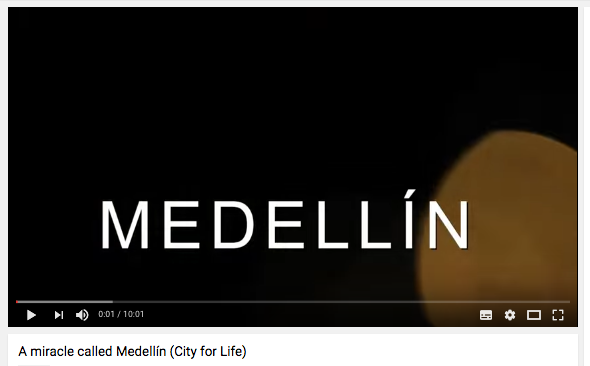 MEDELLÍN
0:01 / 10:01
A miracle called Medellín (City for Life)